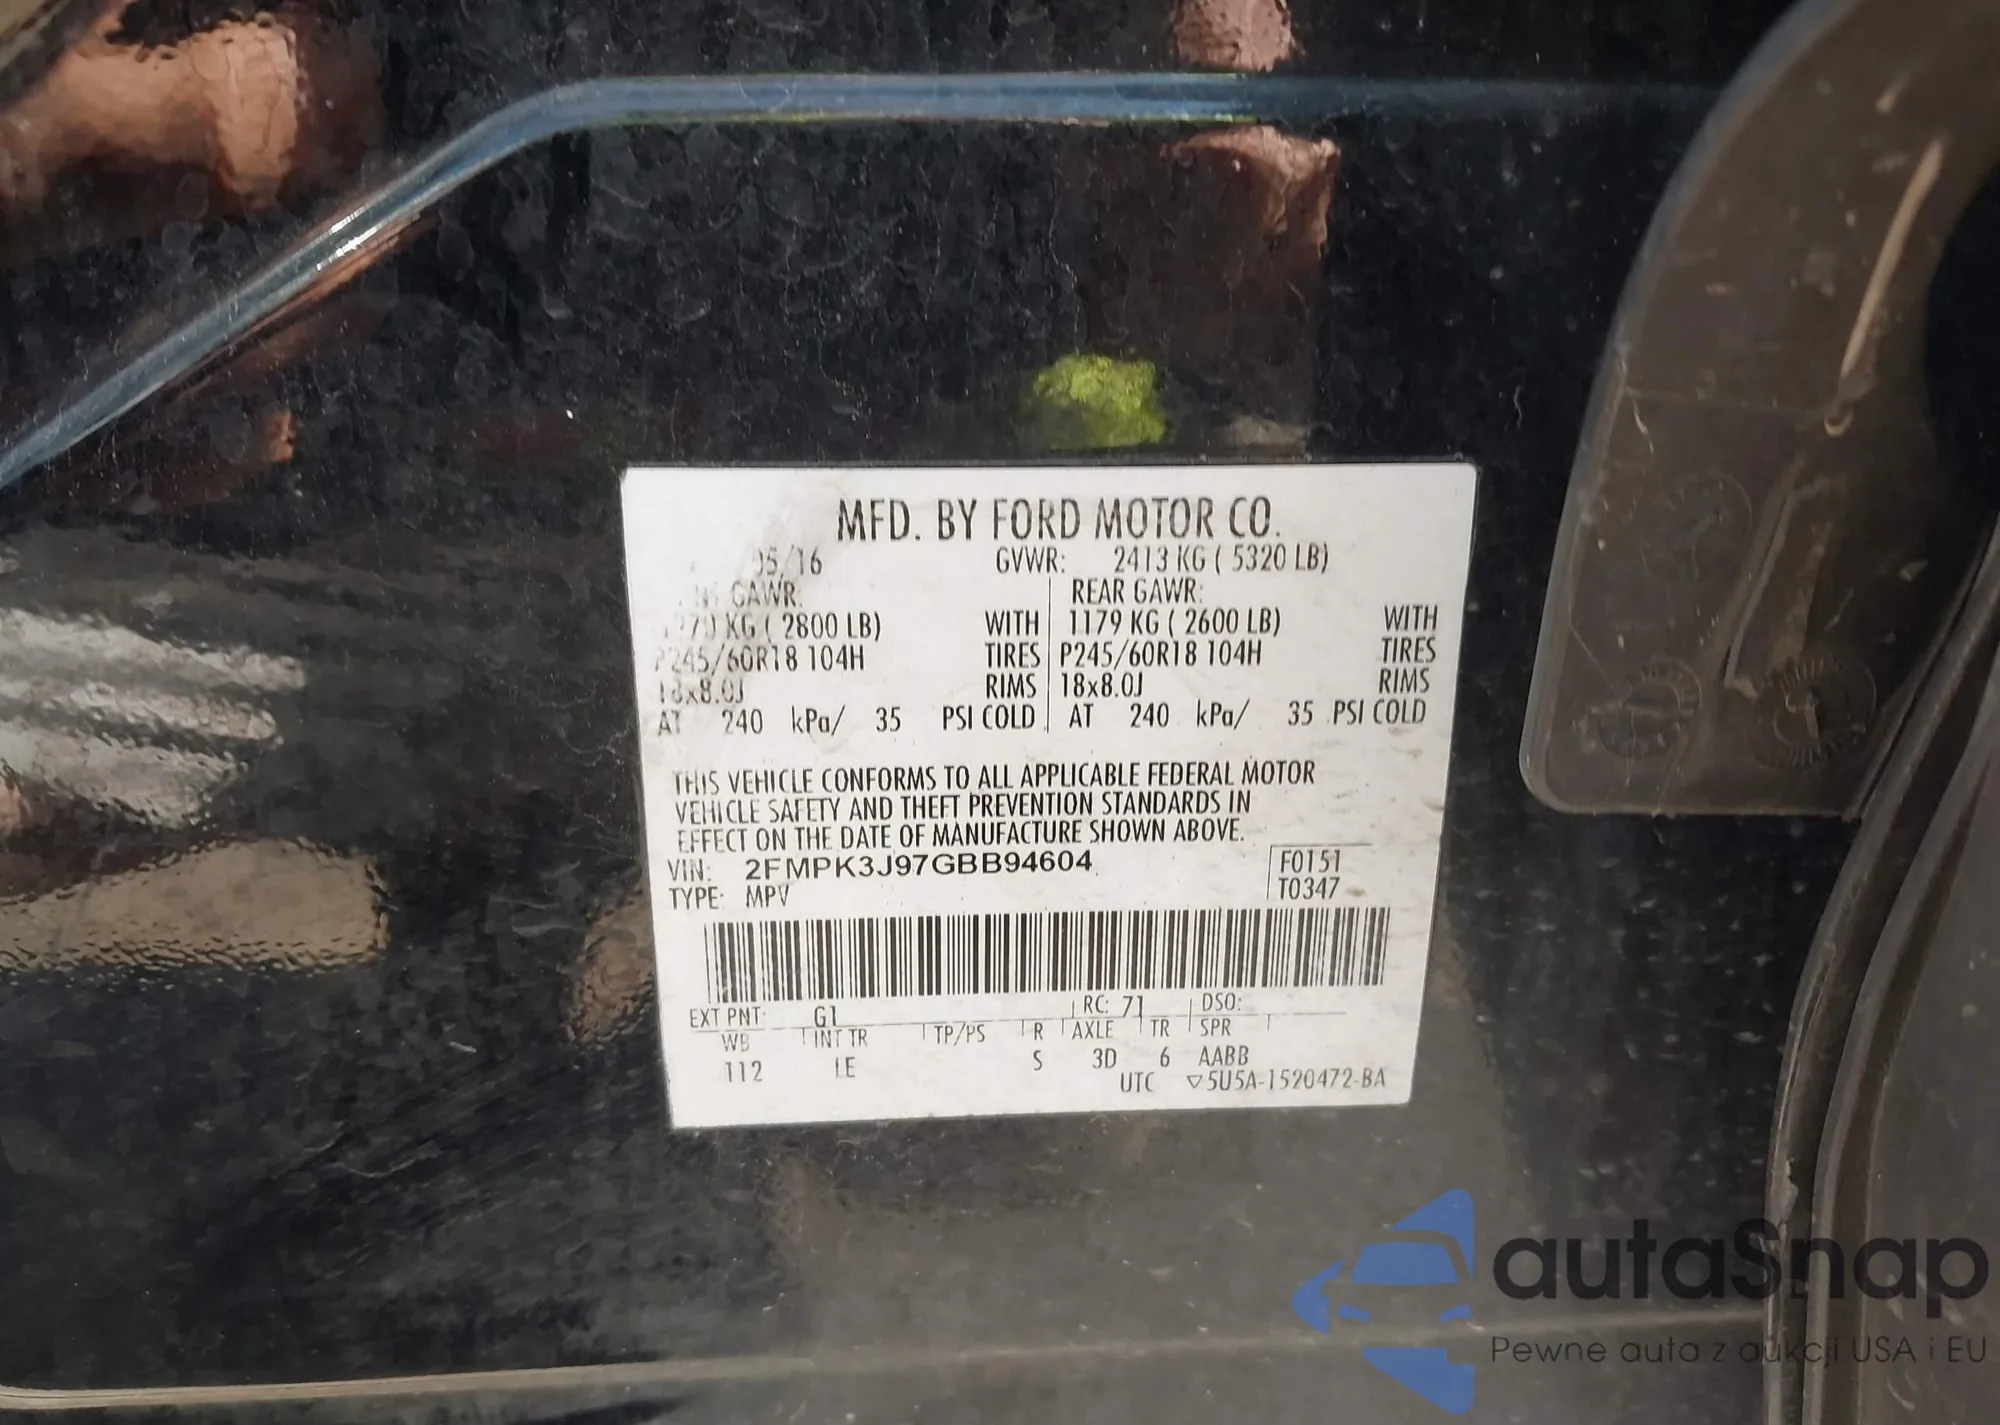 MFD. BY FORD MOTOR CO.
05/16 GVWR: 2413 KG ( 5320 LB)
GAWR: REAR GAWR:
KG ( 2800 LB) WITH 1179 KG ( 2600 LB) WITH
P245/60R18 104H TIRES P245/60R18 104H TIRES
18x8.0J RIMS 18x8.0J RIMS
AT 240 kPa/ 35 PSI COLD AT 240 kPa/ 35 PSI COLD
THIS VEHICLE CONFORMS TO ALL APPLICABLE FEDERAL MOTOR
VEHICLE SAFETY AND THEFT PREVENTION STANDARDS IN
EFFECT ON THE DATE OF MANUFACTURE SHOWN ABOVE.
VIN: 2FMPK3J97GBB94604 F0151
TYPE: MPV T0347
EXT PNT: G1 RC: 71 DSO:
WB INT TR TP/PS R AXLE TR SPR
112 IE S 3D 6 AABB
UTC ▽5U5A-1520472-BA
autaSnap
Pewne auta z aukcji USA i EU